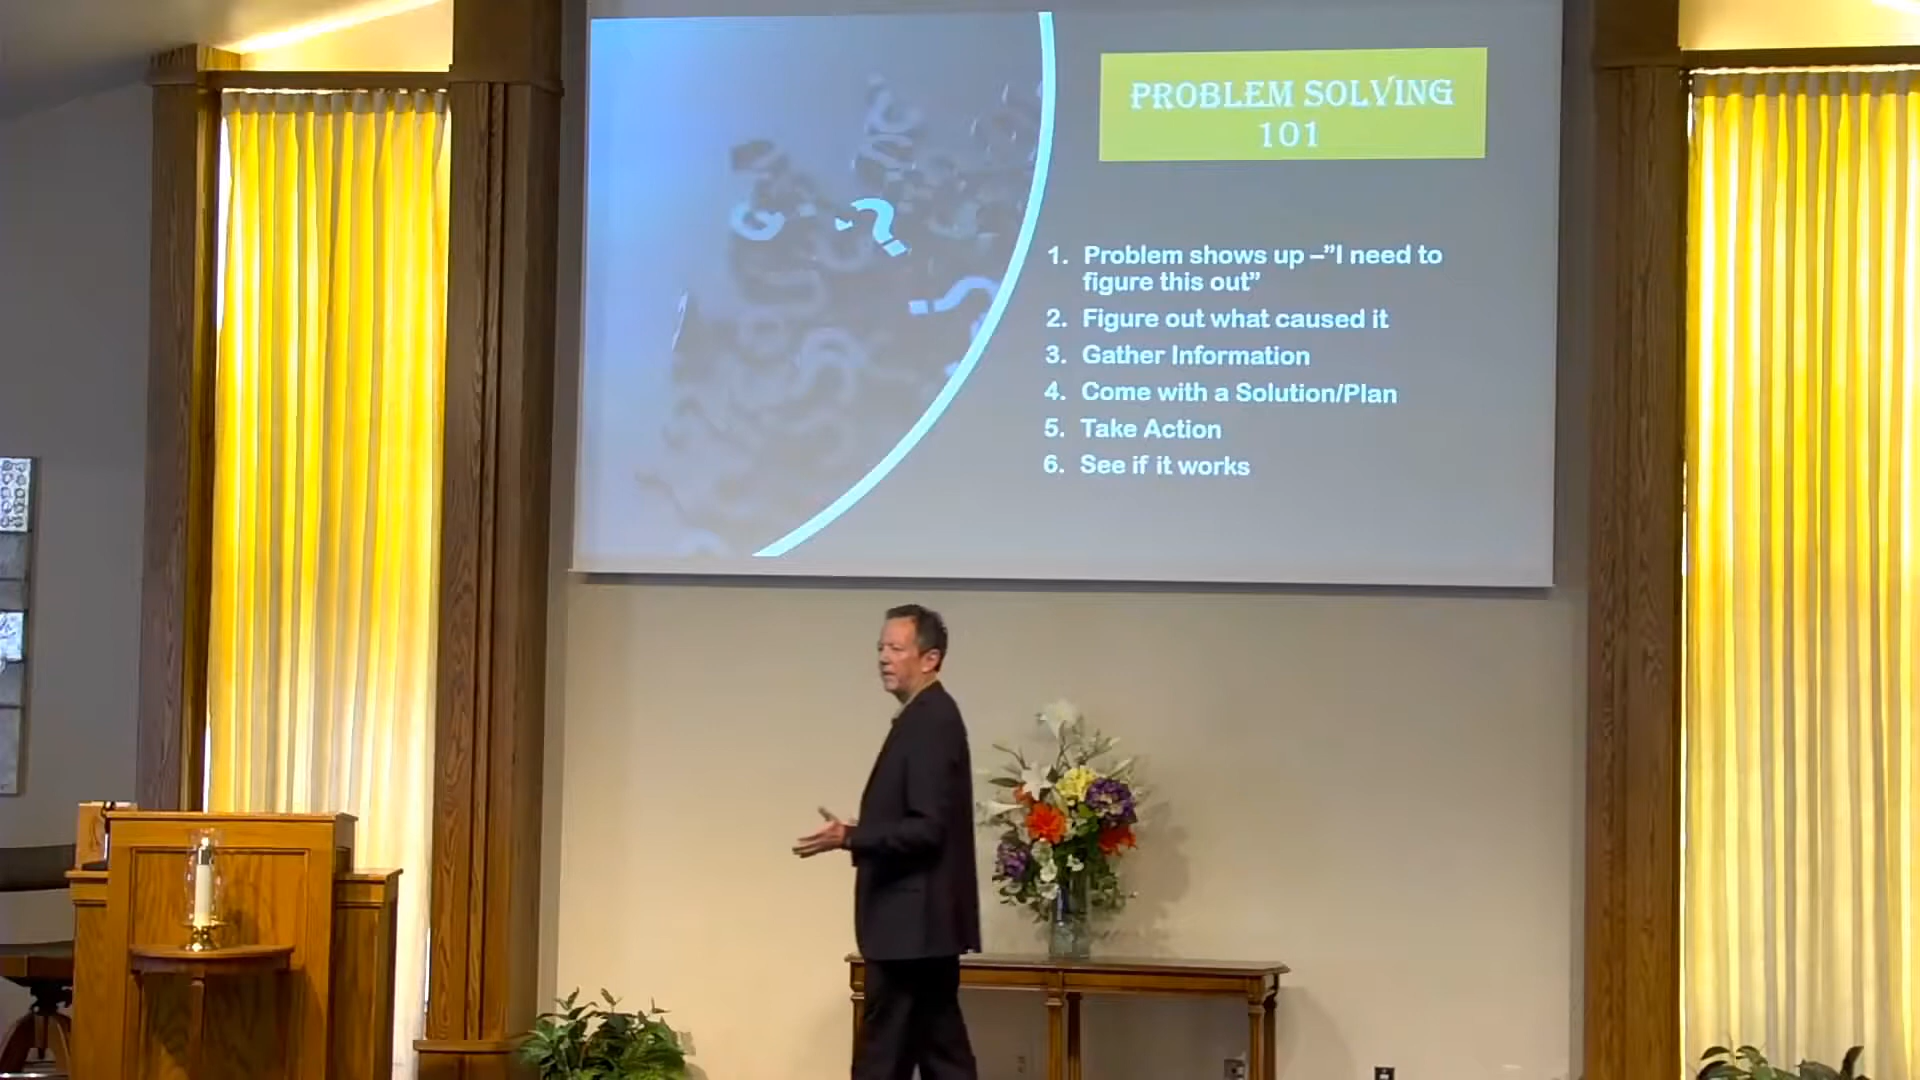 PROBLEM SOLVING
101
1. Problem shows up –”I need to
figure this out”
2. Figure out what caused it
3. Gather Information
4. Come with a Solution/Plan
5. Take Action
6. See if it works